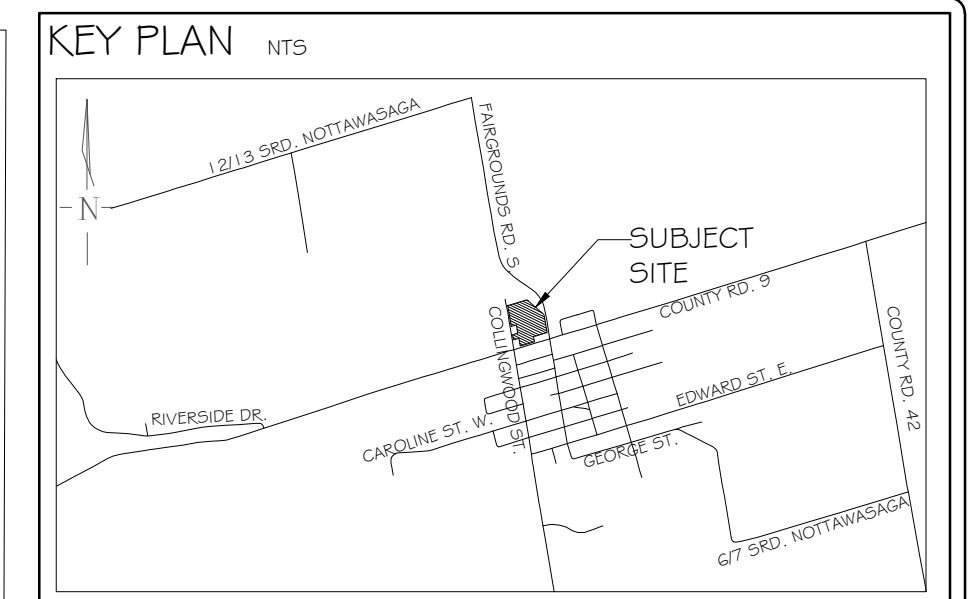 KEY PLAN NTS
12/13 SRD. NOTTAWASAGA
FAIRGROUNDS RD. S.
N
SUBJECT
SITE
COUNTY RD. 9
COLLINGWOOD ST.
COUNTY RD. 42
RIVERSIDE DR.
EDWARD ST. E.
CAROLINE ST. W.
GEORGE ST.
6/7 SRD. NOTTAWASAGA